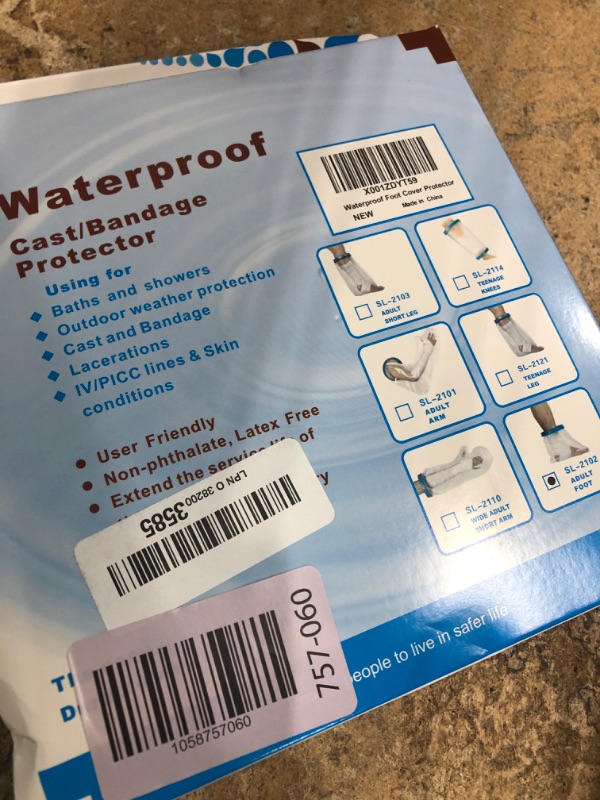 Waterproof
Cast/Bandage
Protector
Using for
Baths and showers
Outdoor weather protection
Cast and Bandage
Lacerations
IV/PICC lines & Skin
conditions
User Friendly
Non-phthalate, Latex Free
Extend the of
X001ZDYT59
Waterproof Foot Cover Protector
NEW Made in China
SL-2103
ADULT
SHORT LEG
SL-2114
TEENAGE
KNEES
SL-2101
ADULT
ARM
SL-2121
TEENAGE
LEG
SL-2110
WIDE ADULT
SHORT ARM
SL-2102
ADULT
FOOT
LPN O 38200 3585
1058757060
757-060
to live in safer life